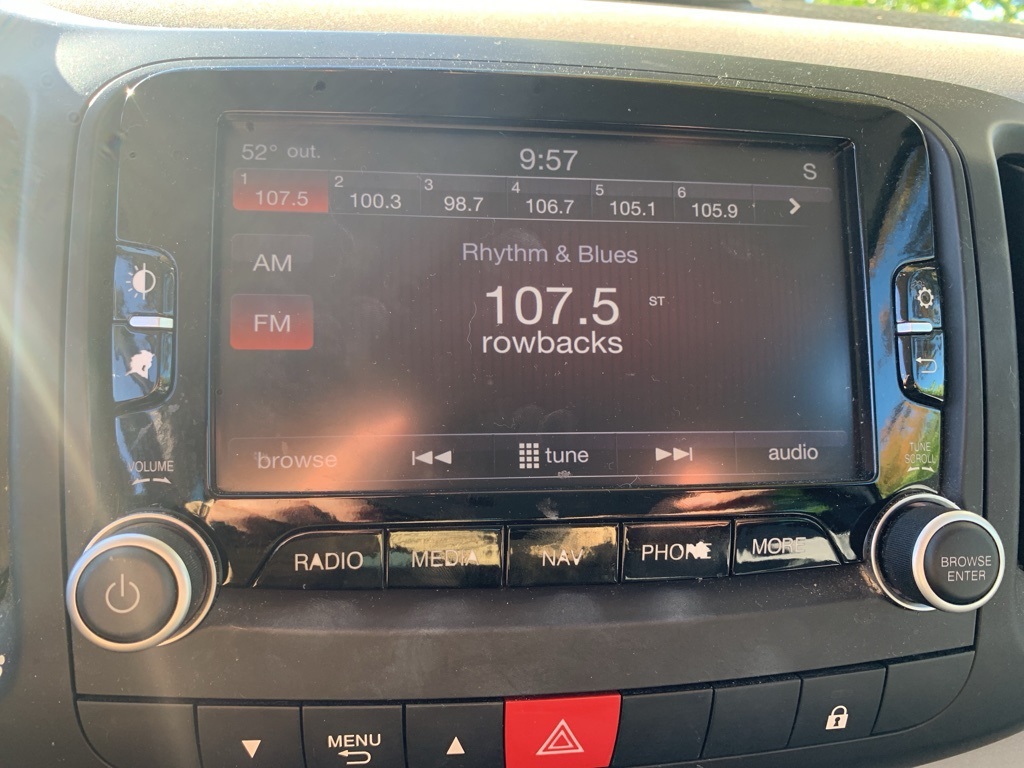 52° out.
9:57
S
1 107.5
2 100.3
3 98.7
4 106.7
5 105.1
6 105.9
AM
Rhythm & Blues
FM
107.5 ST
rowbacks
browse
tune
audio
VOLUME
TUNE
SCROLL
RADIO
MEDIA
NAV
PHONE
MORE
BROWSE
ENTER
MENU